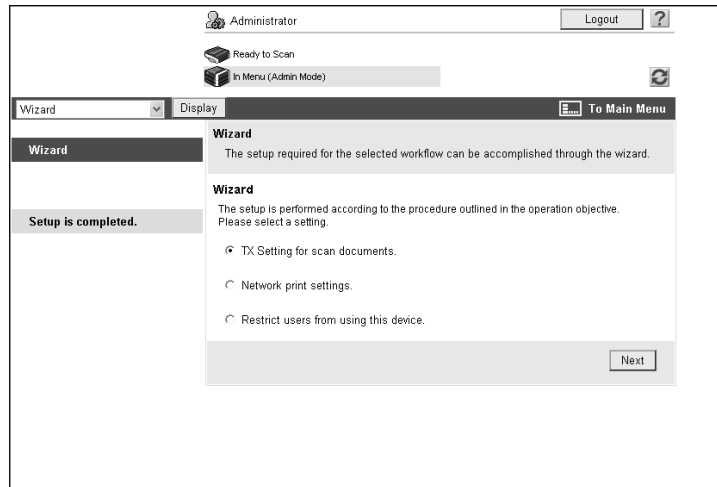 Administrator
Logout
?
Ready to Scan
In Menu (Admin Mode)
Wizard
Display
To Main Menu
Wizard
Setup is completed.
Wizard
The setup required for the selected workflow can be accomplished through the wizard.
Wizard
The setup is performed according to the procedure outlined in the operation objective.
Please select a setting.
TX Setting for scan documents.
Network print settings.
Restrict users from using this device.
Next